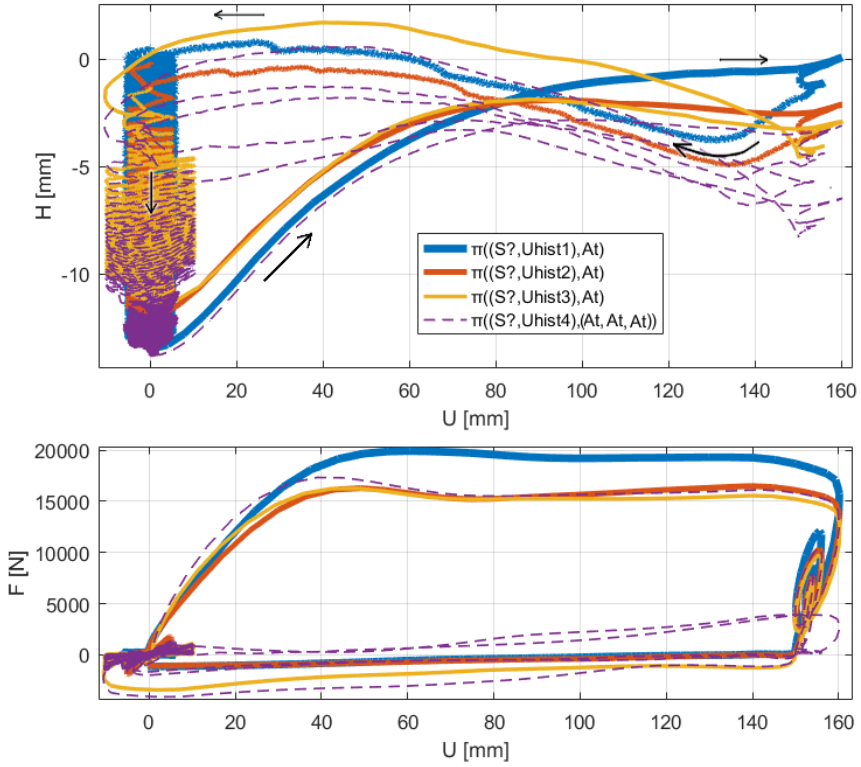 0
-5
-10
H [mm]
0 20 40 60 80 100 120 140 160
U [mm]
π((S?,Uhist1),At)
π((S?,Uhist2),At)
π((S?,Uhist3),At)
π((S?,Uhist4),(At,At,At))
20000
15000
10000
5000
0
F [N]
0 20 40 60 80 100 120 140 160
U [mm]